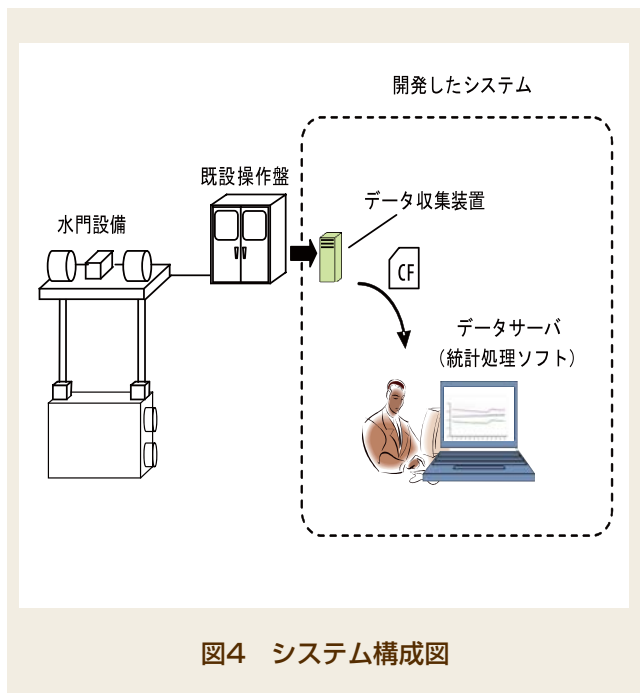 開発したシステム
既設操作盤
データ収集装置
水門設備
CF
データサーバ
(統計処理ソフト)
図4 システム構成図